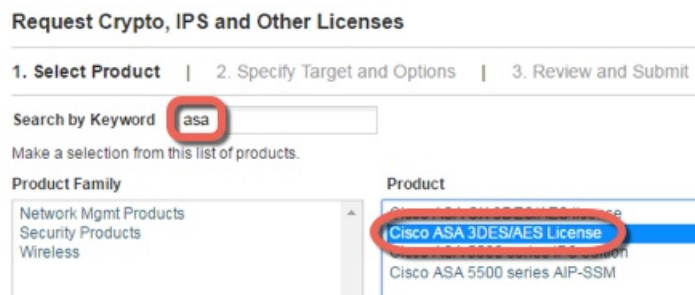 Request Crypto, IPS and Other Licenses
1. Select Product | 2. Specify Target and Options | 3. Review and Submit
Search by Keyword asa
Make a selection from this list of products.
Product Family
Network Mgmt Products
Security Products
Wireless
Product
Cisco ASA 3DES/AES License
Cisco ASA 5500 series AIP-SSM